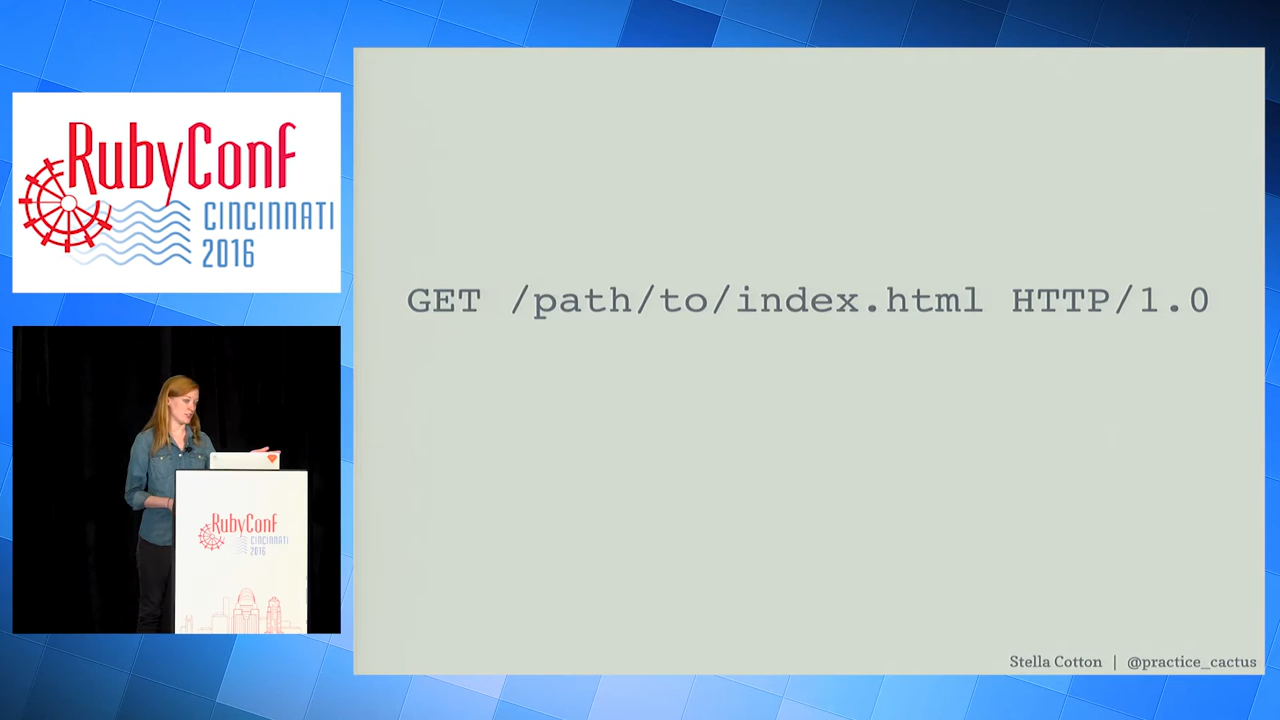 RubyConf
CINCINNATI
2016
GET /path/to/index.html HTTP/1.0
RubyConf
CINCINNATI
2016
Stella Cotton | @practice_cactus